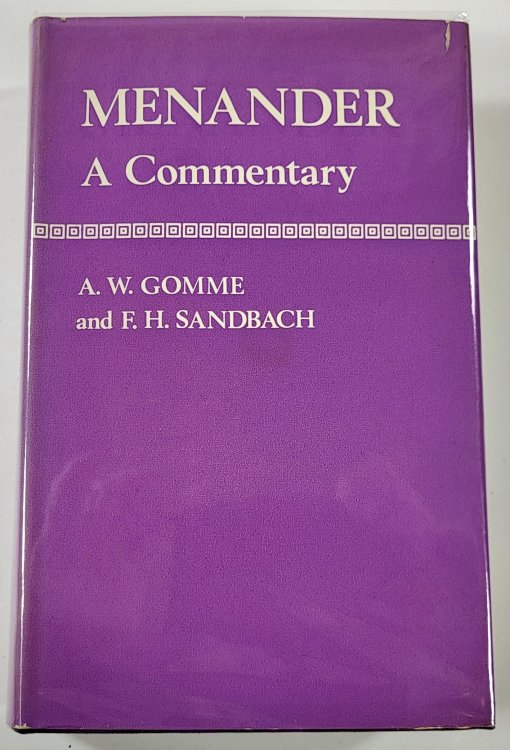 MENANDER
A Commentary
A. W. GOMME
and F. H. SANDBACH